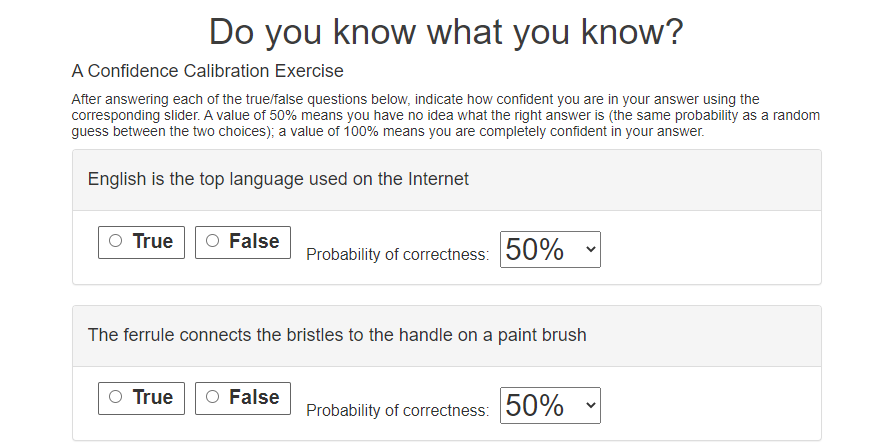 Do you know what you know?
A Confidence Calibration Exercise
After answering each of the true/false questions below, indicate how confident you are in your answer using the
corresponding slider. A value of 50% means you have no idea what the right answer is (the same probability as a random
guess between the two choices); a value of 100% means you are completely confident in your answer.
English is the top language used on the Internet
True False Probability of correctness: 50%
The ferrule connects the bristles to the handle on a paint brush
True False Probability of correctness: 50%